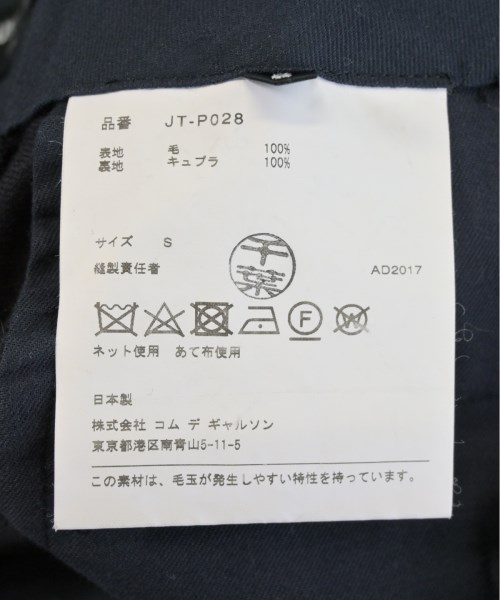 品番 JT-P028
表地 毛 100%
裏地 キュプラ 100%
サイズ S
千葉
縫製責任者 AD2017
F W
ネット使用 あて布使用
日本製
株式会社 コム デ ギャルソン
東京都港区南青山5-11-5
この素材は、毛玉が発生しやすい特性を持っています。